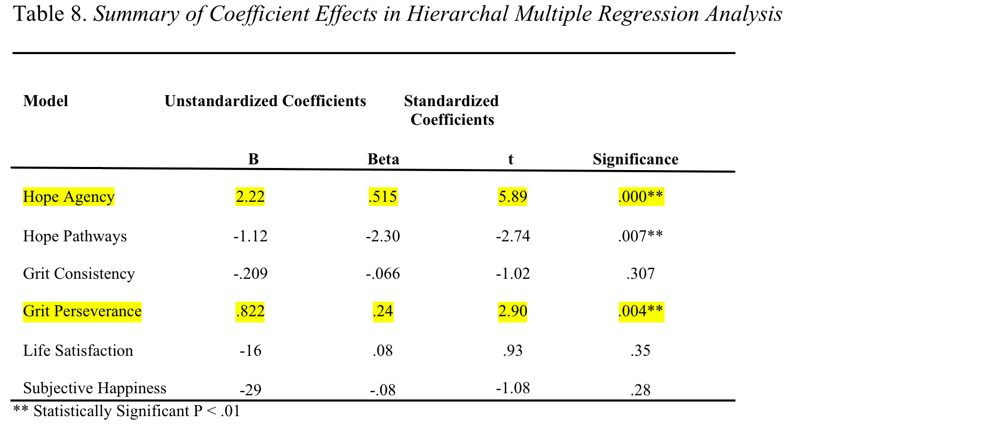 Table 8. Summary of Coefficient Effects in Hierarchal Multiple Regression Analysis
Model Unstandardized Coefficients Standardized
Coefficients
B Beta t Significance
Hope Agency 2.22 .515 5.89 .000**
Hope Pathways -1.12 -2.30 -2.74 .007**
Grit Consistency -.209 -.066 -1.02 .307
Grit Perseverance .822 .24 2.90 .004**
Life Satisfaction -16 .08 .93 .35
Subjective Happiness -29 -.08 -1.08 .28
** Statistically Significant P < .01